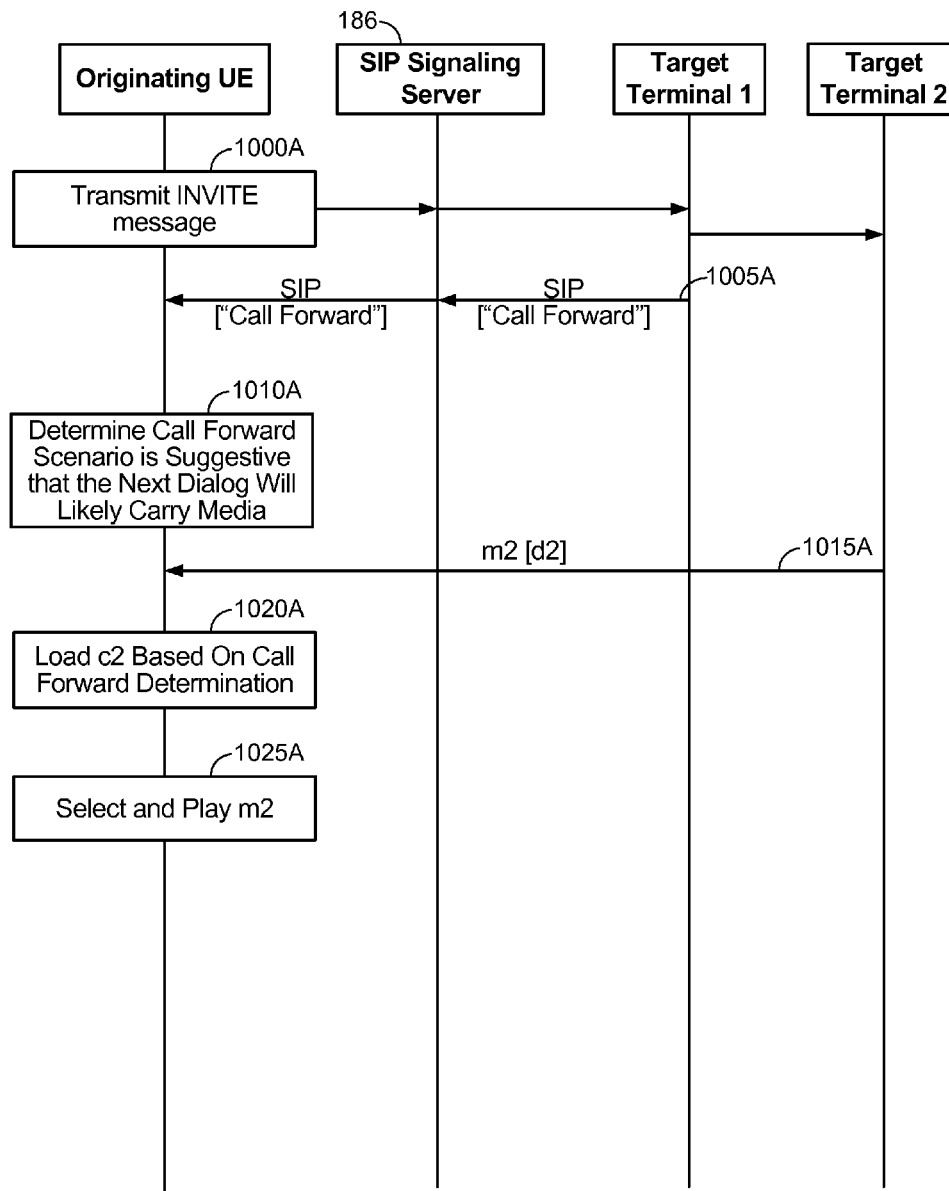 186
Originating UE
SIP Signaling
Server
Target
Terminal 1
Target
Terminal 2
1000A
Transmit INVITE
message
1005A
SIP
["Call Forward"]
SIP
["Call Forward"]
1010A
Determine Call Forward
Scenario is Suggestive
that the Next Dialog Will
Likely Carry Media
m2 [d2]
1015A
1020A
Load c2 Based On Call
Forward Determination
1025A
Select and Play m2